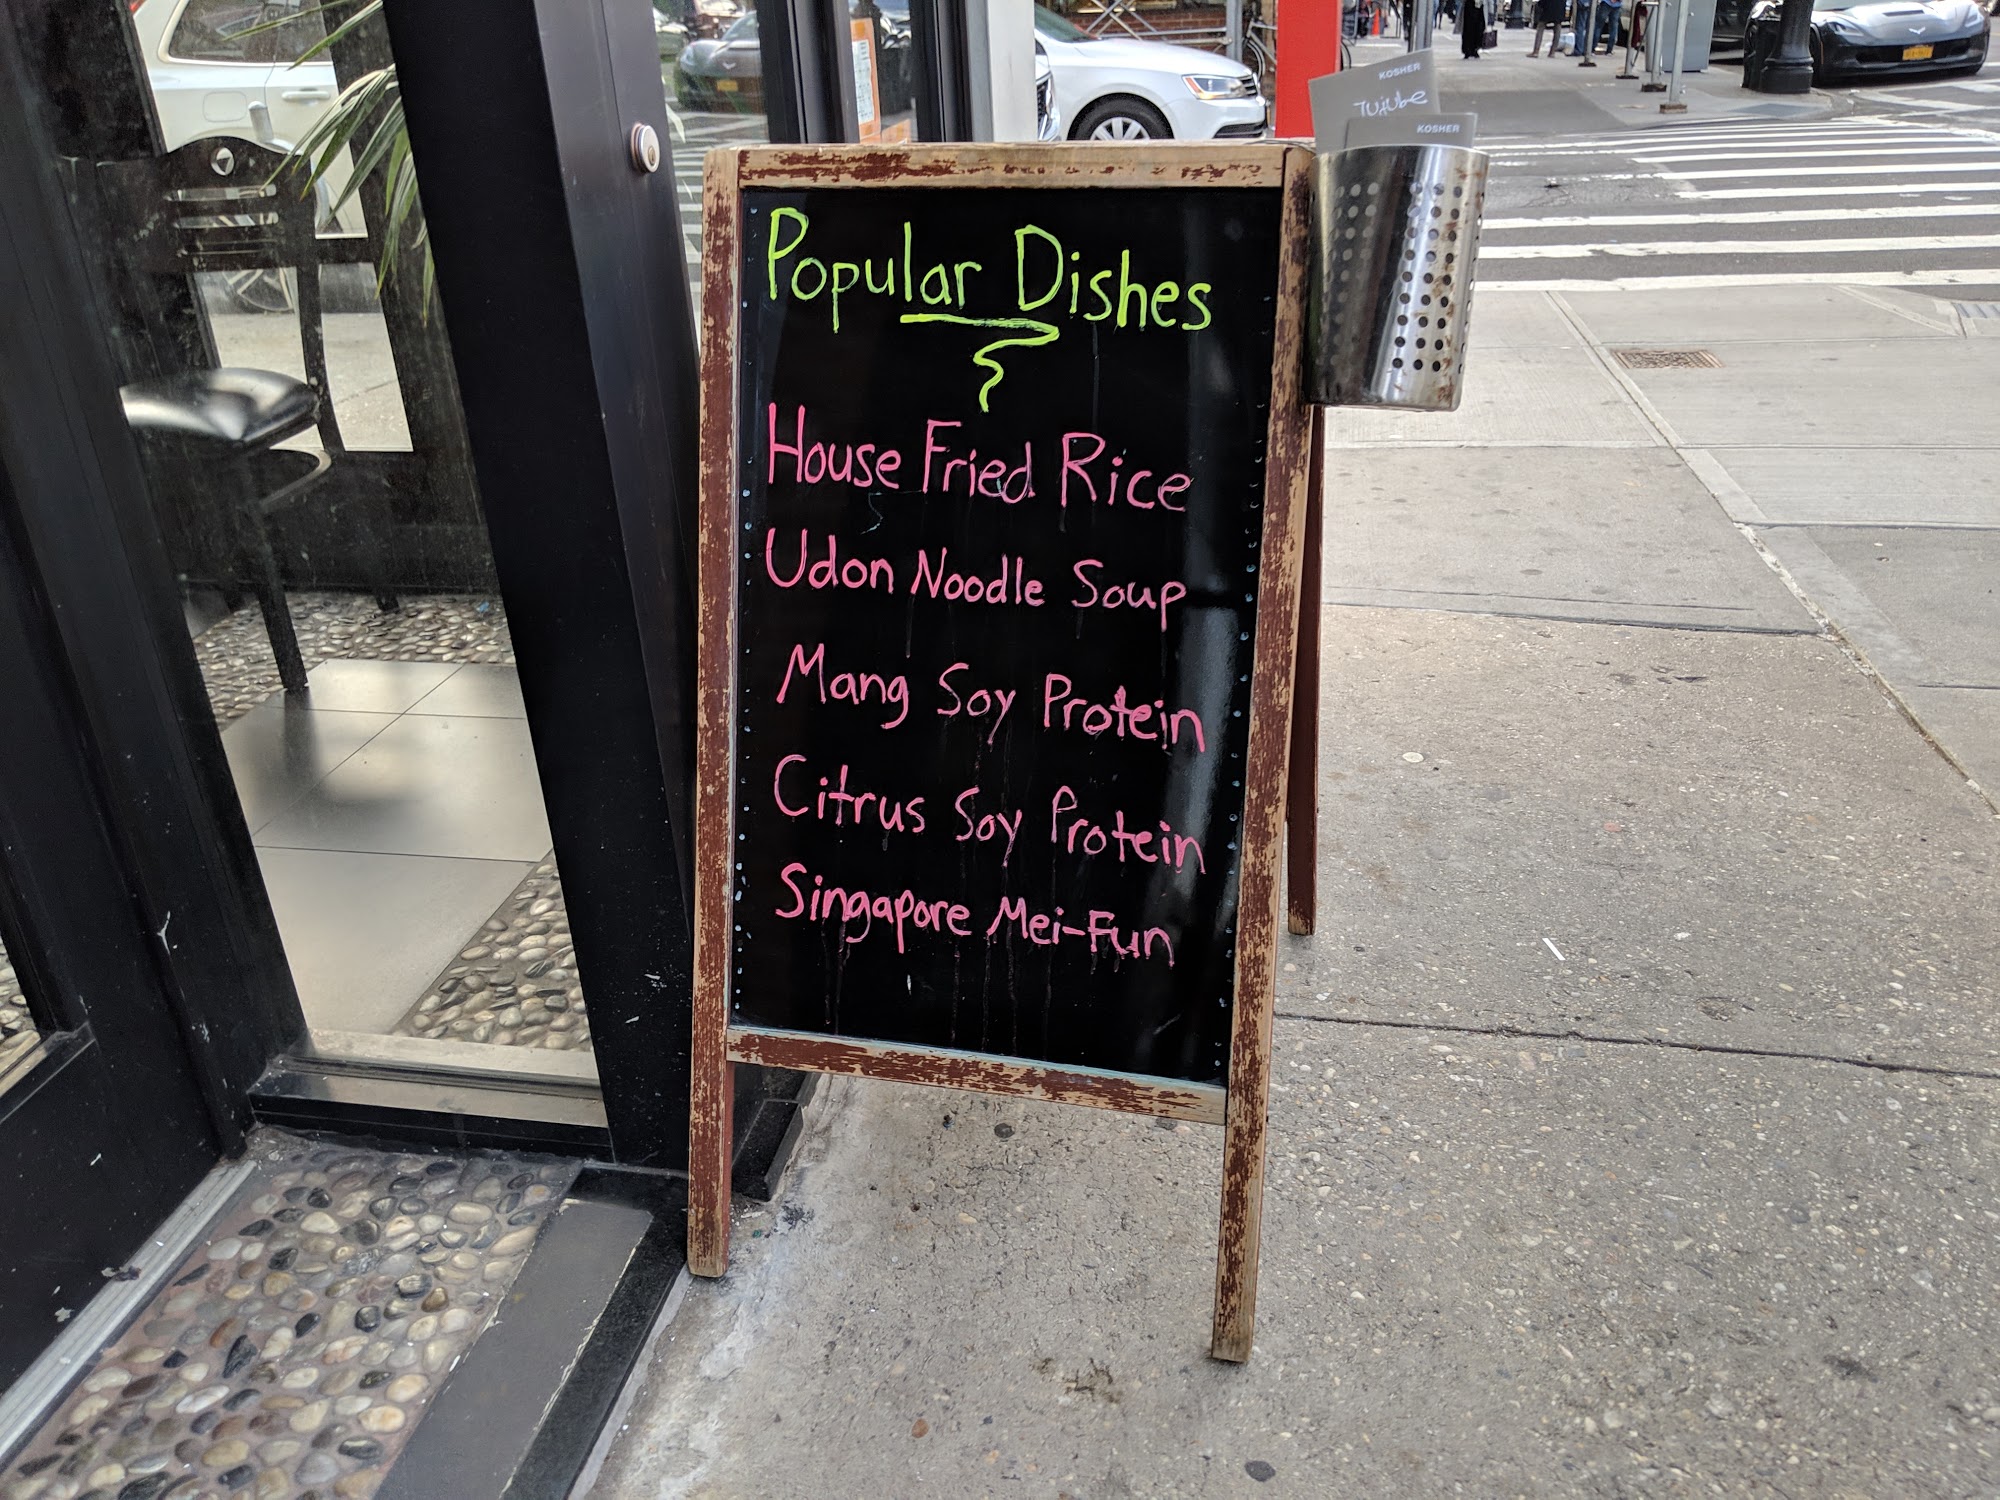 KOSHER
Jujube
KOSHER
Popular Dishes
House Fried Rice
Udon Noodle Soup
Mang Soy Protein
Citrus Soy Protein
Singapore Mei-Fun